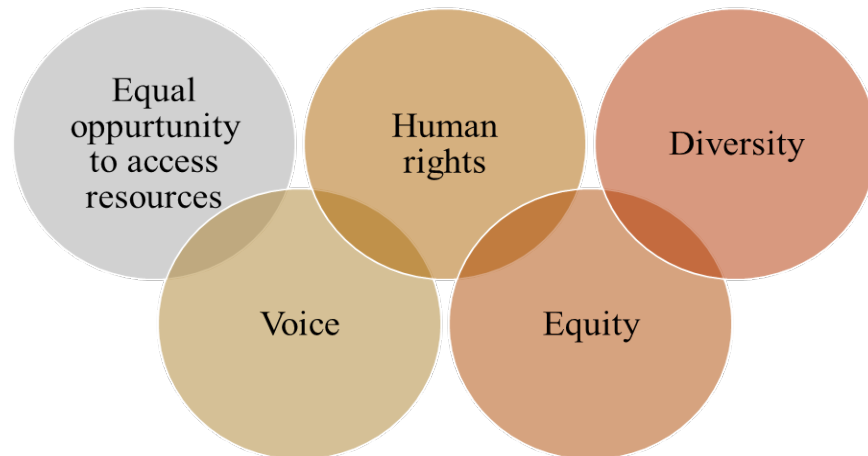 Equal
oppurtunity
to access
resources
Human
rights
Diversity
Voice
Equity